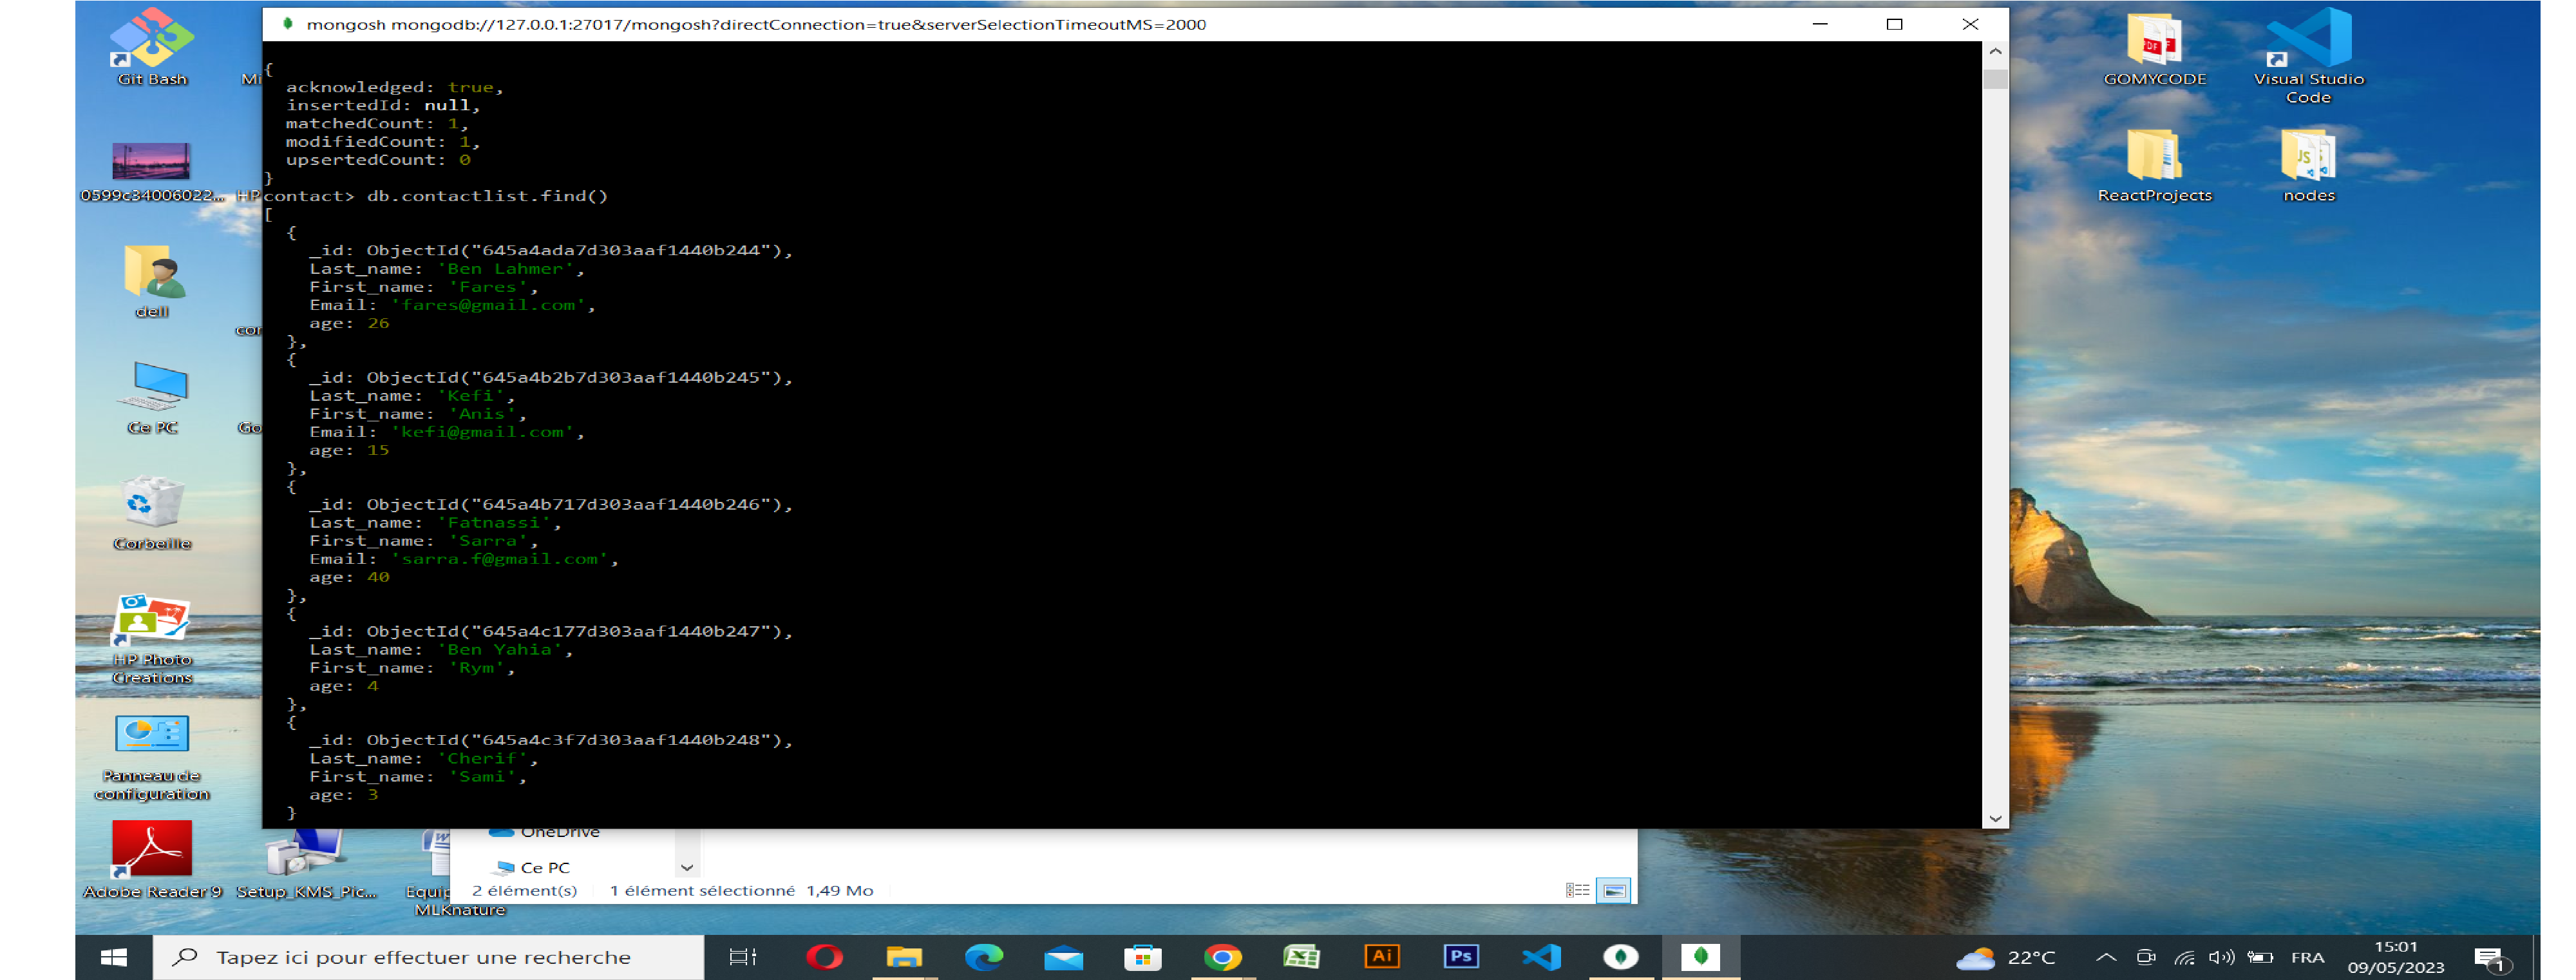 mongosh mongodb://127.0.0.1:27017/mongosh?directConnection=true&serverSelectionTimeoutMS=2000
{
acknowledged: true,
insertedId: null,
matchedCount: 1,
modifiedCount: 1,
upsertedCount: 0
}
contact> db.contactlist.find()
[
{
_id: ObjectId("645a4ada7d303aaf1440b244"),
Last_name: 'Ben Lahmer',
First_name: 'Fares',
Email: 'fares@gmail.com',
age: 26
},
{
_id: ObjectId("645a4b2b7d303aaf1440b245"),
Last_name: 'Kefi',
First_name: 'Anis',
Email: 'kefi@gmail.com',
age: 15
},
{
_id: ObjectId("645a4b717d303aaf1440b246"),
Last_name: 'Fatnassi',
First_name: 'Sarra',
Email: 'sarra.f@gmail.com',
age: 40
},
{
_id: ObjectId("645a4c177d303aaf1440b247"),
Last_name: 'Ben Yahia',
First_name: 'Rym',
age: 4
},
{
_id: ObjectId("645a4c3f7d303aaf1440b248"),
Last_name: 'Cherif',
First_name: 'Sami',
age: 3
}
Git Bash
Mi
0599c34006022...
HP
dell
cor
Ce PC
Go
Corbeille
HP Photo
Creations
Panneau de
configuration
Adobe Reader 9
Setup_KMS_Pic...
Equip
MLKnature
GOMYCODE
Visual Studio
Code
ReactProjects
nodes
OneDrive
Ce PC
2 élément(s)
1 élément sélectionné 1,49 Mo
Tapez ici pour effectuer une recherche
Ai
Ps
22°C
FRA
15:01
09/05/2023
1